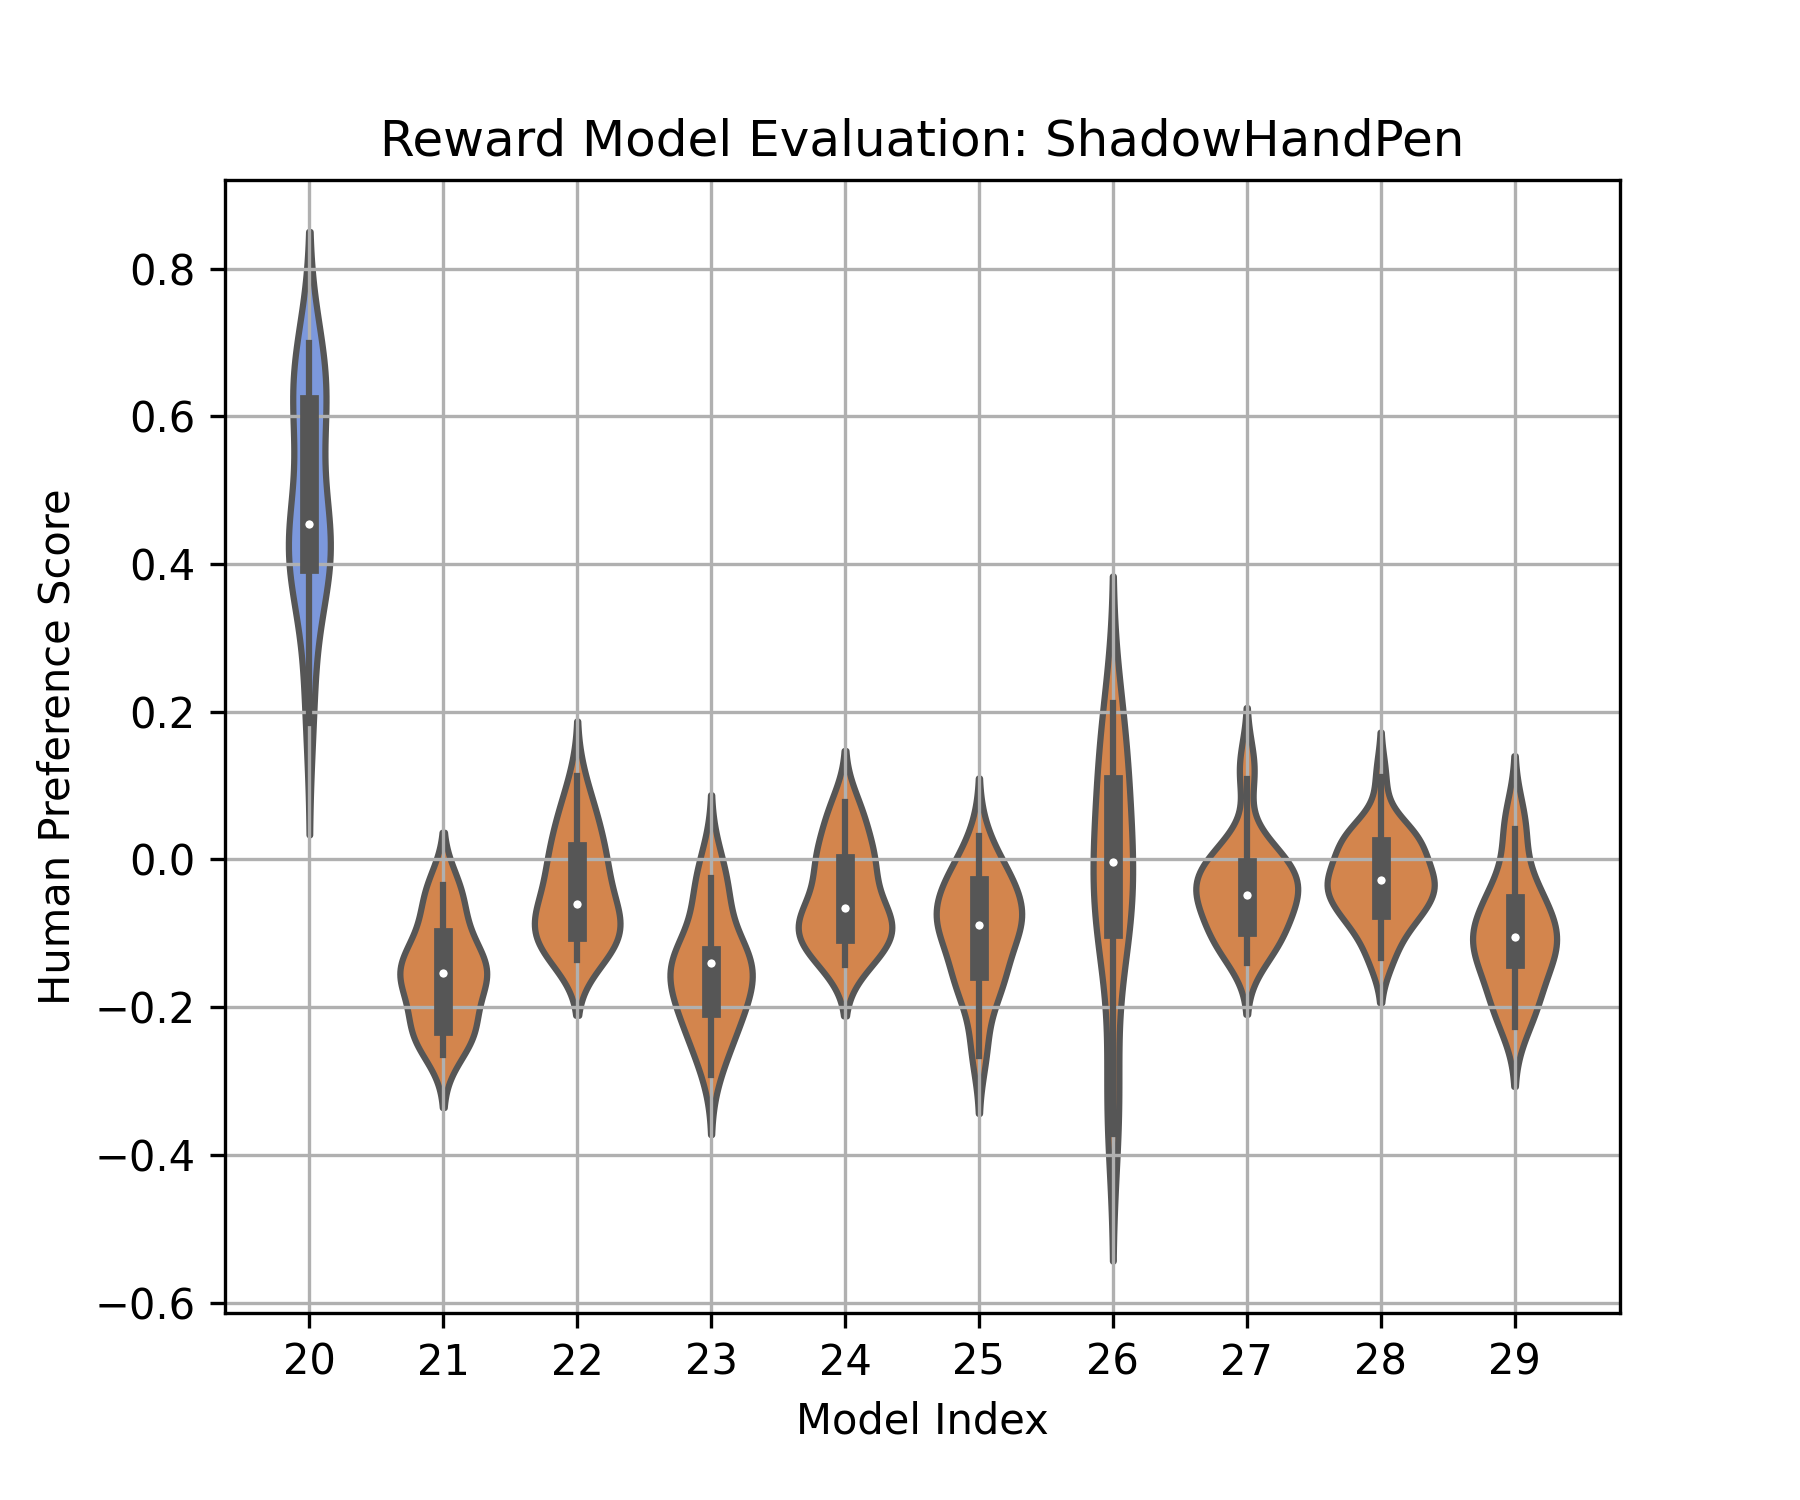 Reward Model Evaluation: ShadowHandPen
Human Preference Score
0.8
0.6
0.4
0.2
0.0
−0.2
−0.4
−0.6
20 21 22 23 24 25 26 27 28 29
Model Index